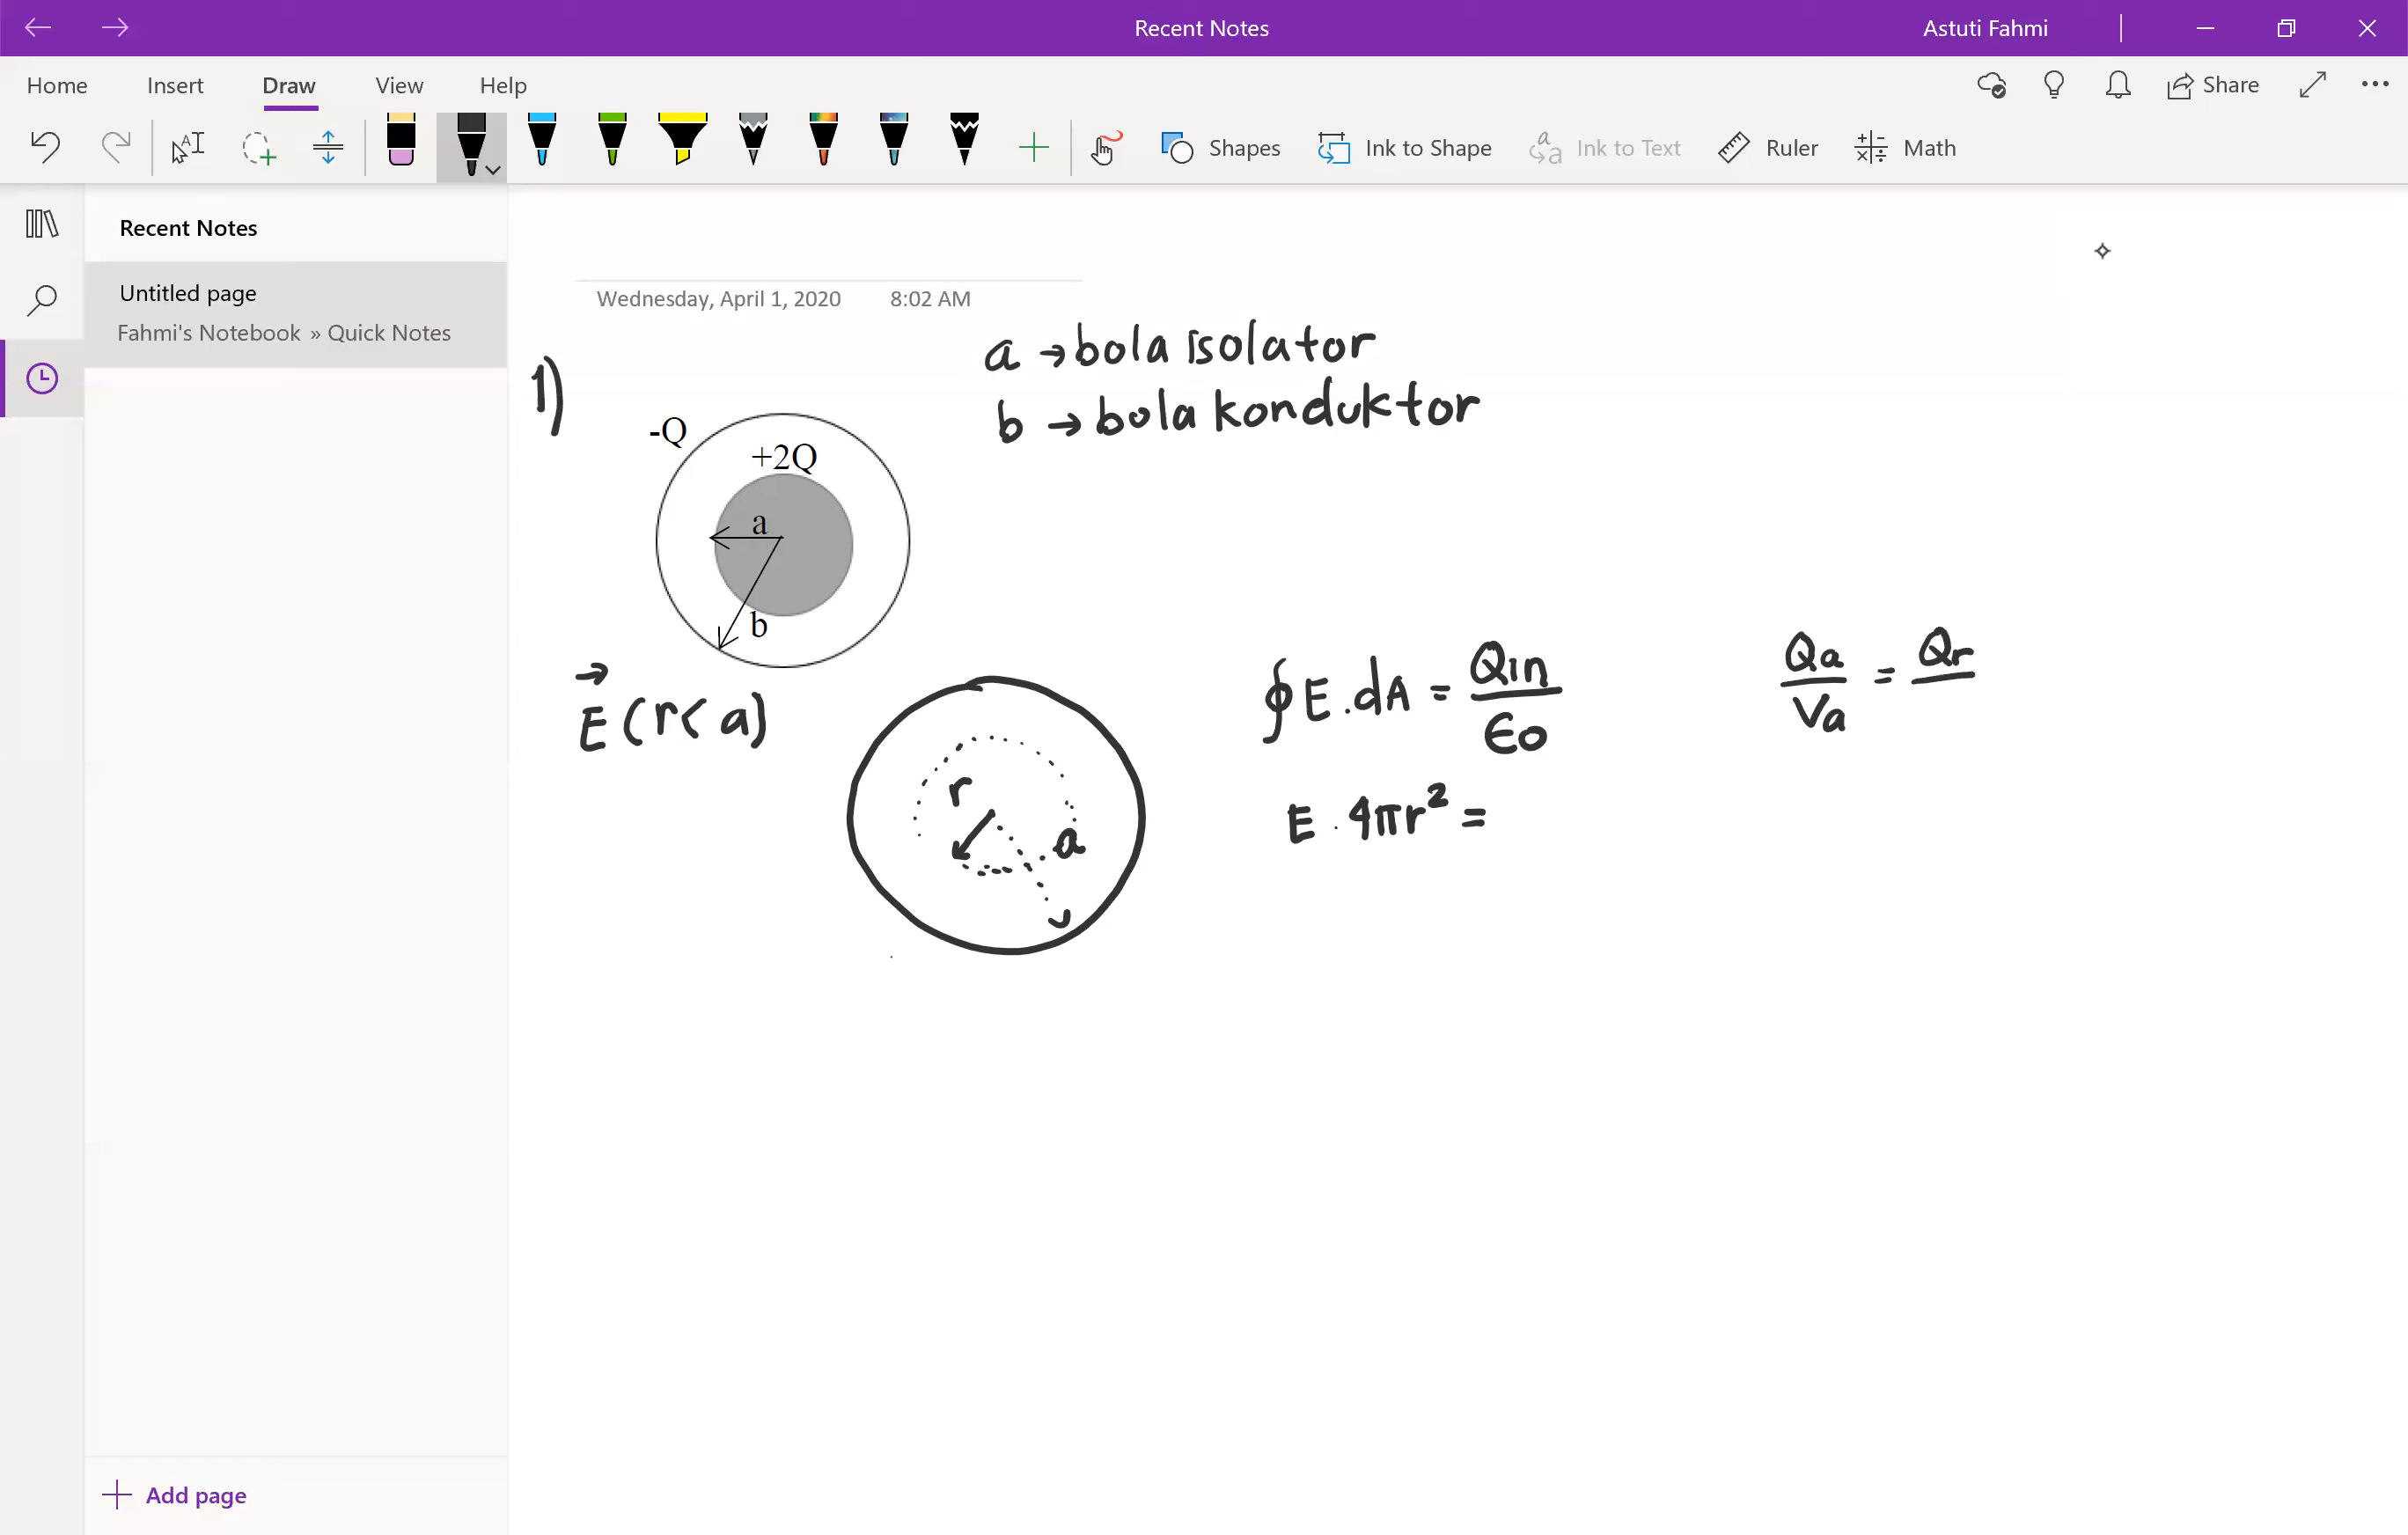 Recent Notes
Astuti Fahmi
Home Insert Draw View Help
Share
Shapes Ink to Shape Ink to Text Ruler Math
Recent Notes
Untitled page
Fahmi's Notebook » Quick Notes
Wednesday, April 1, 2020 8:02 AM
a → bola isolator
b → bola konduktor
1)
-Q
+2Q
a
b
E⃗ (r < a)
r
a
∮E.dA = Qin/ϵo
E . 4πr² =
Qa/Va = Qr
Add page